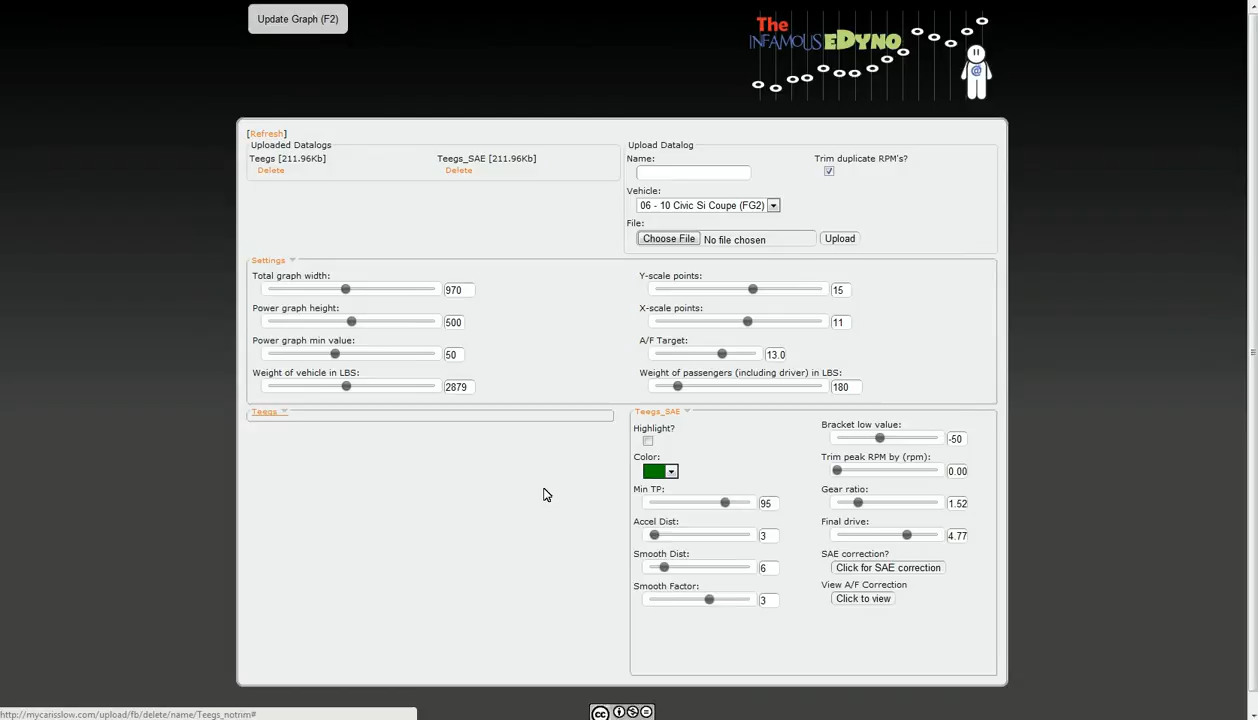 Update Graph (F2)
The
INFAMOUS EDYNO
@
[Refresh]
Uploaded Datalogs
Teegs [211.96Kb]
Delete
Teegs_SAE [211.96Kb]
Delete
Upload Datalog
Name:
Trim duplicate RPM's?
Vehicle:
06 - 10 Civic Si Coupe (FG2)
File:
Choose File No file chosen
Upload
Settings
Total graph width:
970
Power graph height:
500
Power graph min value:
50
Weight of vehicle in LBS:
2879
Y-scale points:
15
X-scale points:
11
A/F Target:
13.0
Weight of passengers (including driver) in LBS:
180
Teegs
Teegs_SAE
Highlight?
Color:
Min TP:
95
Accel Dist:
3
Smooth Dist:
6
Smooth Factor:
3
Bracket low value:
-50
Trim peak RPM by (rpm):
0.00
Gear ratio:
1.52
Final drive:
4.77
SAE correction?
Click for SAE correction
View A/F Correction
Click to view
http://mycarisslow.com/upload/fb/delete/name/Teegs_notrim#
cc